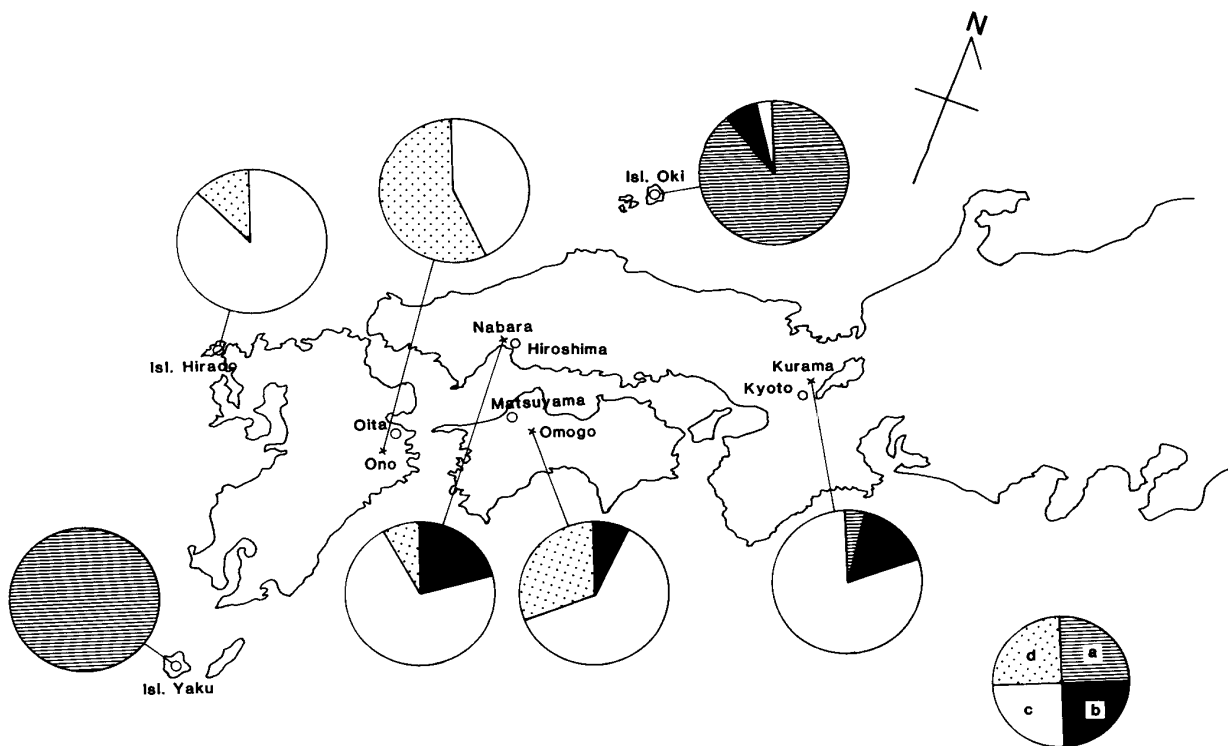 N
Isl. Oki
Nabara
Hiroshima
Isl. Hirado
Kurama
Kyoto
Matsuyama
Oita
Omogo
Ono
d
a
c
b
Isl. Yaku